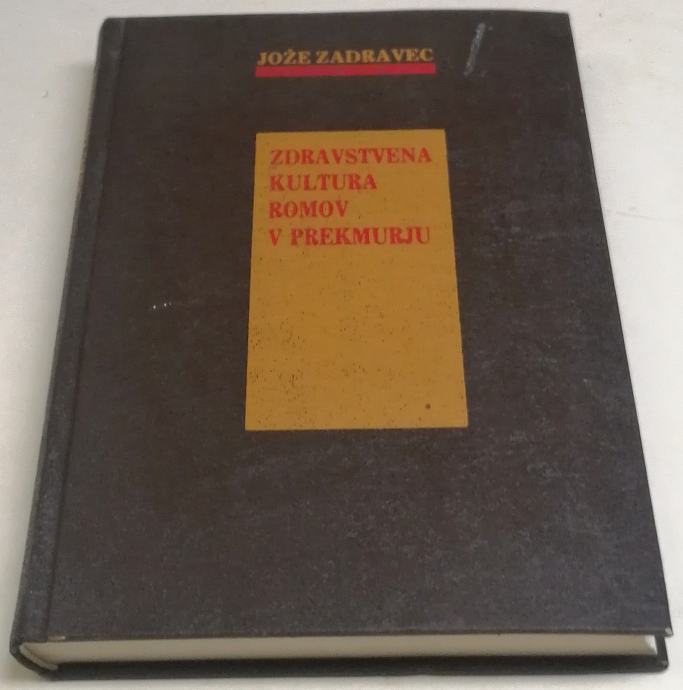 JOŽE ZADRAVEC
ZDRAVSTVENA
KULTURA
ROMOV
V PREKMURJU